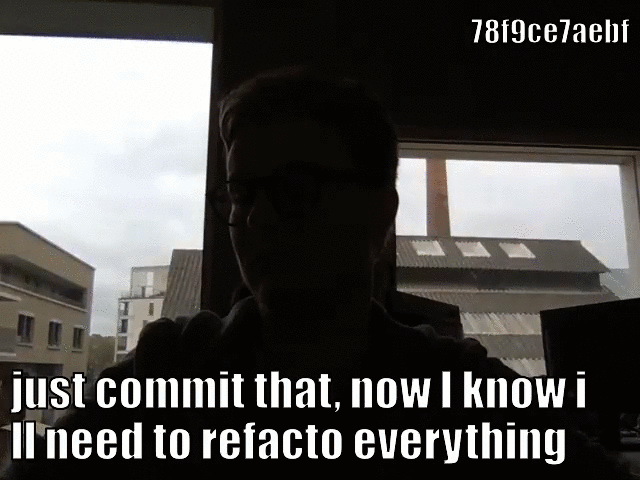 78f9ce7aebf
just commit that, now I know i
ll need to refacto everything